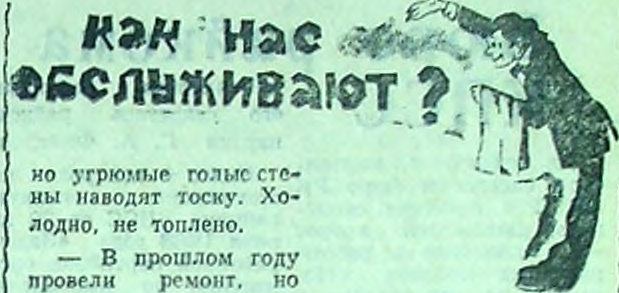 как нас
обслуживают?
но угрюмые голые сте-
ны наводят тоску. Хо-
лодно, не топлено.
— В прошлом году
провели ремонт, но